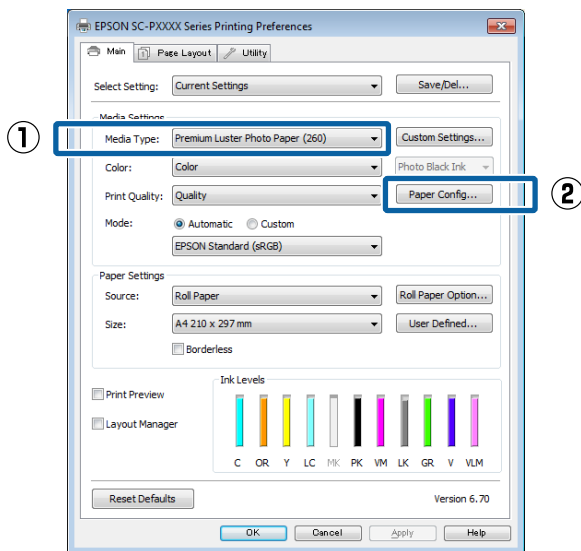 EPSON SC-PXXXX Series Printing Preferences
Main Page Layout Utility
Select Setting: Current Settings Save/Del...
Media Settings
① Media Type: Premium Luster Photo Paper (260) Custom Settings...
Color: Color Photo Black Ink
Print Quality: Quality Paper Config... ②
Mode: Automatic Custom
EPSON Standard (sRGB)
Paper Settings
Source: Roll Paper Roll Paper Option...
Size: A4 210 x 297 mm User Defined...
Borderless
Ink Levels
Print Preview
Layout Manager
C OR Y LC MK PK VM LK GR V VLM
Reset Defaults Version 6.70
OK Cancel Apply Help